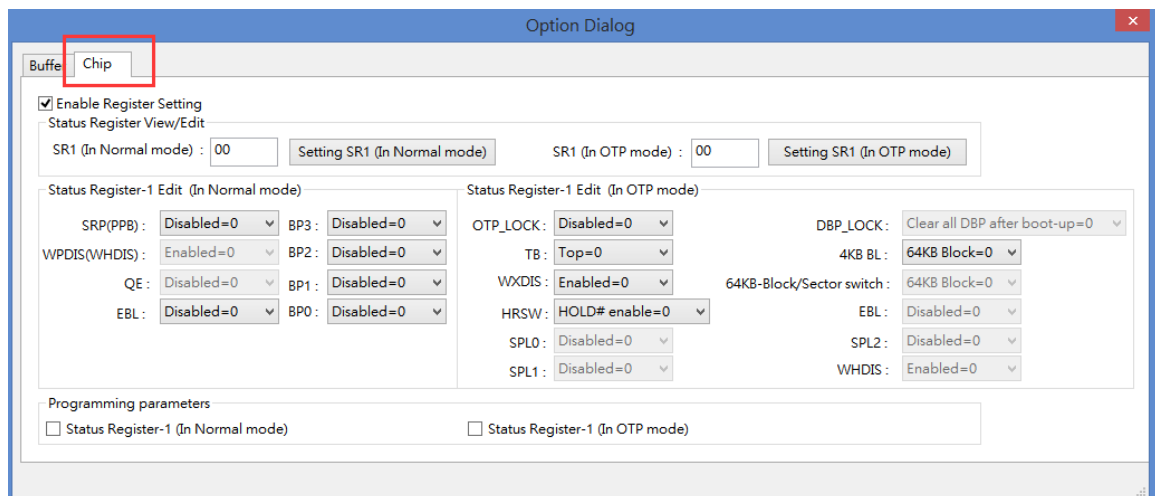 Option Dialog
Buffe Chip
Enable Register Setting
Status Register View/Edit
SR1 (In Normal mode) : 00 Setting SR1 (In Normal mode) SR1 (In OTP mode) : 00 Setting SR1 (In OTP mode)
Status Register-1 Edit (In Normal mode) Status Register-1 Edit (In OTP mode)
SRP(PPB) : Disabled=0 BP3 : Disabled=0 OTP_LOCK : Disabled=0 DBP_LOCK : Clear all DBP after boot-up=0
WPDIS(WHDIS) : Enabled=0 BP2 : Disabled=0 TB : Top=0 4KB BL : 64KB Block=0
QE : Disabled=0 BP1 : Disabled=0 WXDIS : Enabled=0 64KB-Block/Sector switch : 64KB Block=0
EBL : Disabled=0 BP0 : Disabled=0 HRSW : HOLD# enable=0 EBL : Disabled=0
SPL0 : Disabled=0 SPL2 : Disabled=0
SPL1 : Disabled=0 WHDIS : Enabled=0
Programming parameters
Status Register-1 (In Normal mode) Status Register-1 (In OTP mode)